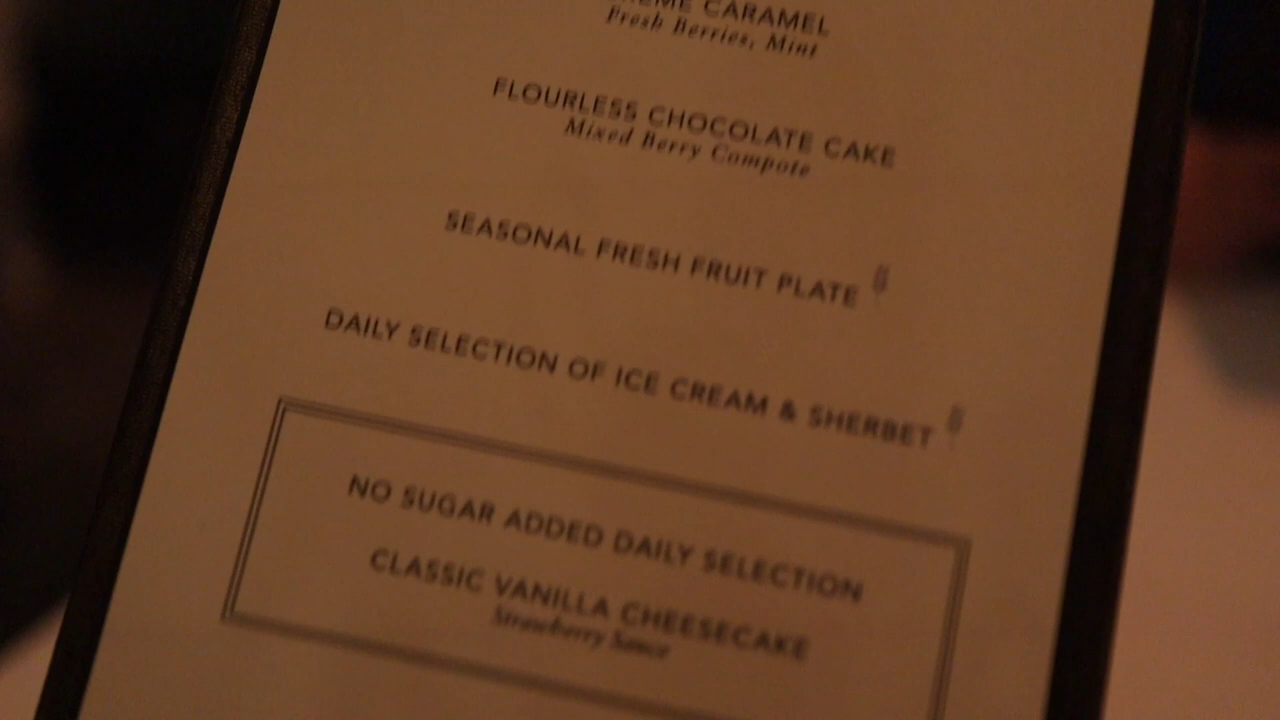 CARAMEL
Fresh Berries, Mint
FLOURLESS CHOCOLATE CAKE
Mixed Berry Compote
SEASONAL FRESH FRUIT PLATE
DAILY SELECTION OF ICE CREAM & SHERBET
NO SUGAR ADDED DAILY SELECTION
CLASSIC VANILLA CHEESECAKE
Strawberry Sauce